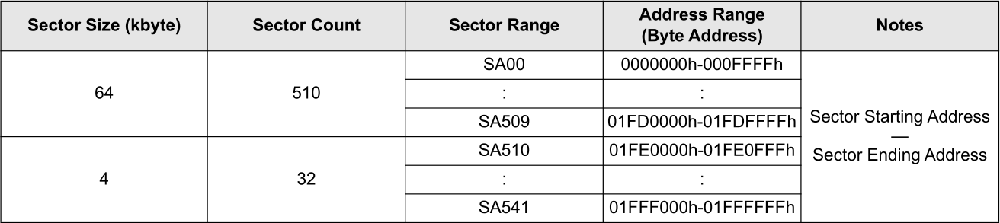 Sector Size (kbyte) Sector Count Sector Range Address Range (Byte Address) Notes
64 510 SA00 0000000h-000FFFFh Sector Starting Address — Sector Ending Address
: :
SA509 01FD0000h-01FDFFFFh
4 32 SA510 01FE0000h-01FE0FFFh
: :
SA541 01FFF000h-01FFFFFFh